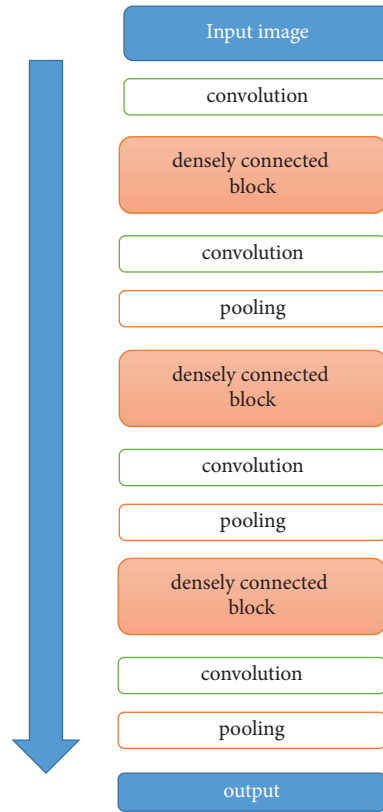 Input image
convolution
densely connected
block
convolution
pooling
densely connected
block
convolution
pooling
densely connected
block
convolution
pooling
output